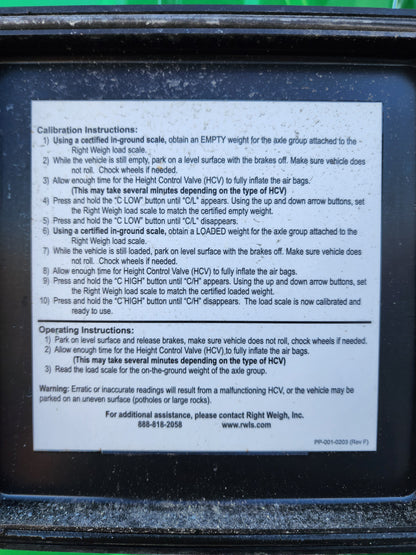 Calibration Instructions:
1) Using a certified in-ground scale, obtain an EMPTY weight for the axle group attached to the
Right Weigh load scale.
2) While the vehicle is still empty, park on a level surface with the brakes off. Make sure vehicle does
not roll. Chock wheels if needed.
3) Allow enough time for the Height Control Valve (HCV) to fully inflate the air bags.
(This may take several minutes depending on the type of HCV)
4) Press and hold the "C LOW" button until "C/L" appears. Using the up and down arrow buttons, set
the Right Weigh load scale to match the certified empty weight.
5) Press and hold the "C LOW" button until "C/L" disappears.
6) Using a certified in-ground scale, obtain a LOADED weight for the axle group attached to the
Right Weigh load scale.
7) While the vehicle is still loaded, park on level surface with the brakes off. Make sure vehicle does
not roll. Chock wheels if needed.
8) Allow enough time for Height Control Valve (HCV) to fully inflate the air bags.
9) Press and hold the "C HIGH" button until "C/H" appears. Using the up and down arrow buttons, set
the Right Weigh load scale to match the certified loaded weight.
10) Press and hold the "C HIGH" button until "C/H" disappears. The load scale is now calibrated and
ready to use.
Operating Instructions:
1) Park on level surface and release brakes, make sure vehicle does not roll, chock wheels if needed.
2) Allow enough time for Height Control Valve (HCV) to fully inflate the air bags.
(This may take several minutes depending on the type of HCV)
3) Read the load scale for the on-the-ground weight of the axle group.
Warning: Erratic or inaccurate readings will result from a malfunctioning HCV, or the vehicle may be
parked on an uneven surface (potholes or large rocks).
For additional assistance, please contact Right Weigh, Inc.
888-818-2058 www.rwls.com
PP-001-0203 (Rev F)